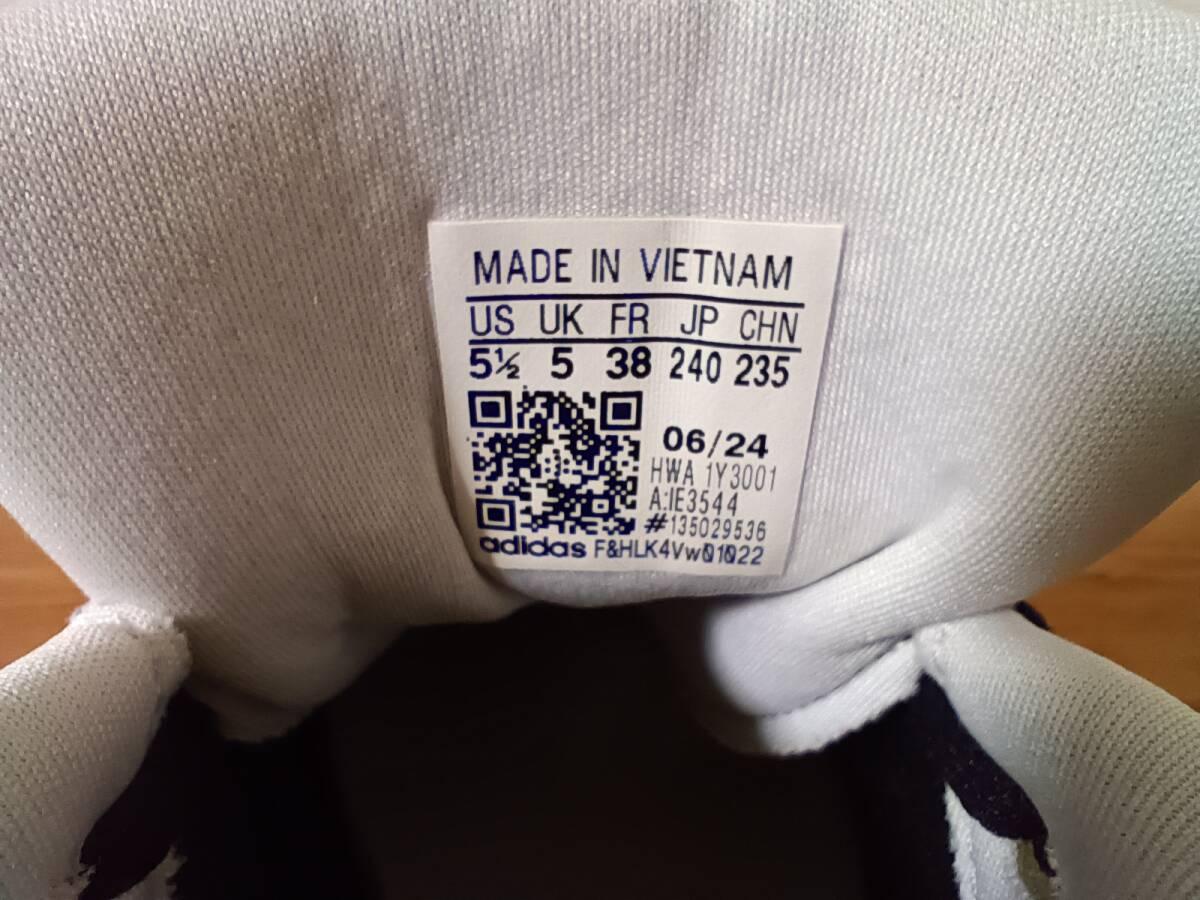 MADE IN VIETNAM
US UK FR JP CHN
5½ 5 38 240 235
06/24
HWA 1Y3001
A:IE3544
#135029536
adidas F&HLK4Vw01022